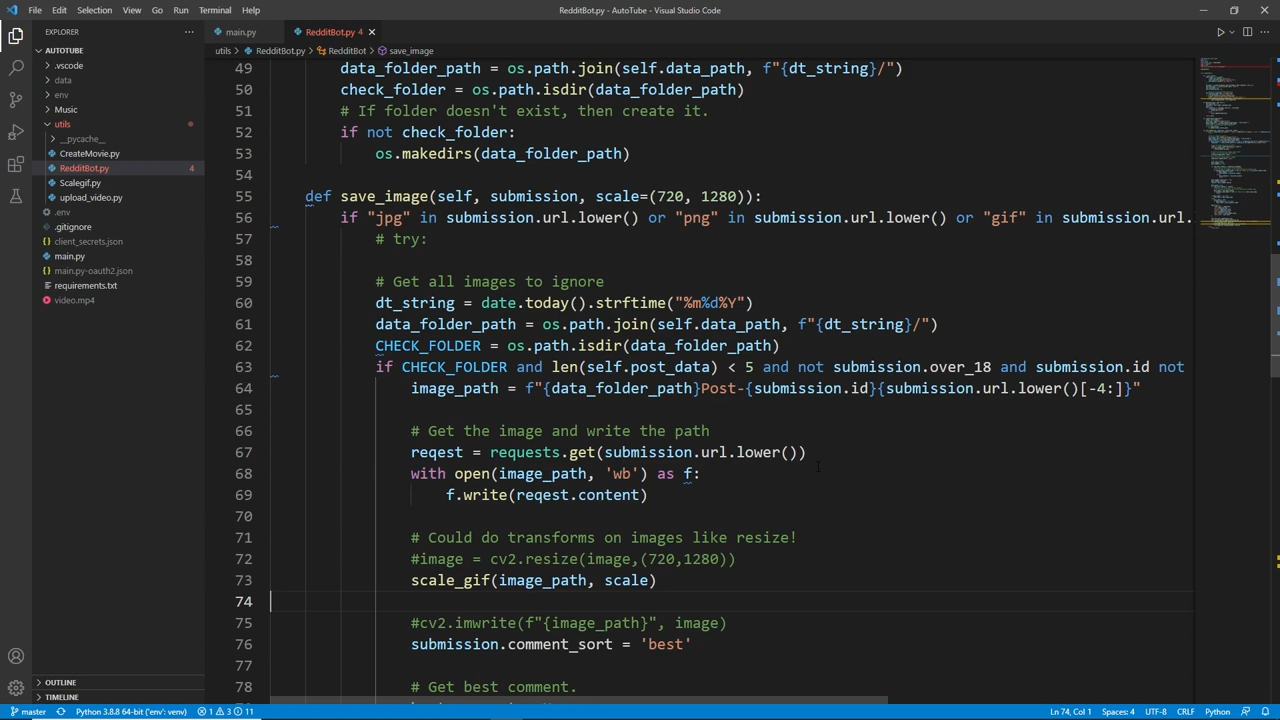 File Edit Selection View Go Run Terminal Help
RedditBot.py - AutoTube - Visual Studio Code
EXPLORER
AUTOTUBE
.vscode
data
env
Music
utils
__pycache__
CreateMovie.py
RedditBot.py 4
Scalegif.py
upload_video.py
.env
.gitignore
client_secrets.json
main.py
main.py-oauth2.json
requirements.txt
video.mp4
OUTLINE
TIMELINE
main.py RedditBot.py 4
utils > RedditBot.py > RedditBot > save_image
49 data_folder_path = os.path.join(self.data_path, f"{dt_string}/")
50 check_folder = os.path.isdir(data_folder_path)
51 # If folder doesn't exist, then create it.
52 if not check_folder:
53 os.makedirs(data_folder_path)
54
55 def save_image(self, submission, scale=(720, 1280)):
56 if "jpg" in submission.url.lower() or "png" in submission.url.lower() or "gif" in submission.url.
57 # try:
58
59 # Get all images to ignore
60 dt_string = date.today().strftime("%m%d%Y")
61 data_folder_path = os.path.join(self.data_path, f"{dt_string}/")
62 CHECK_FOLDER = os.path.isdir(data_folder_path)
63 if CHECK_FOLDER and len(self.post_data) < 5 and not submission.over_18 and submission.id not
64 image_path = f"{data_folder_path}Post-{submission.id}{submission.url.lower()[-4:]}"
65
66 # Get the image and write the path
67 reqest = requests.get(submission.url.lower())
68 with open(image_path, 'wb') as f:
69 f.write(reqest.content)
70
71 # Could do transforms on images like resize!
72 #image = cv2.resize(image,(720,1280))
73 scale_gif(image_path, scale)
74
75 #cv2.imwrite(f"{image_path}", image)
76 submission.comment_sort = 'best'
77
78 # Get best comment.
master Python 3.8.8 64-bit ('env': venv) 1 3 11 Ln 74, Col 1 Spaces: 4 UTF-8 CRLF Python